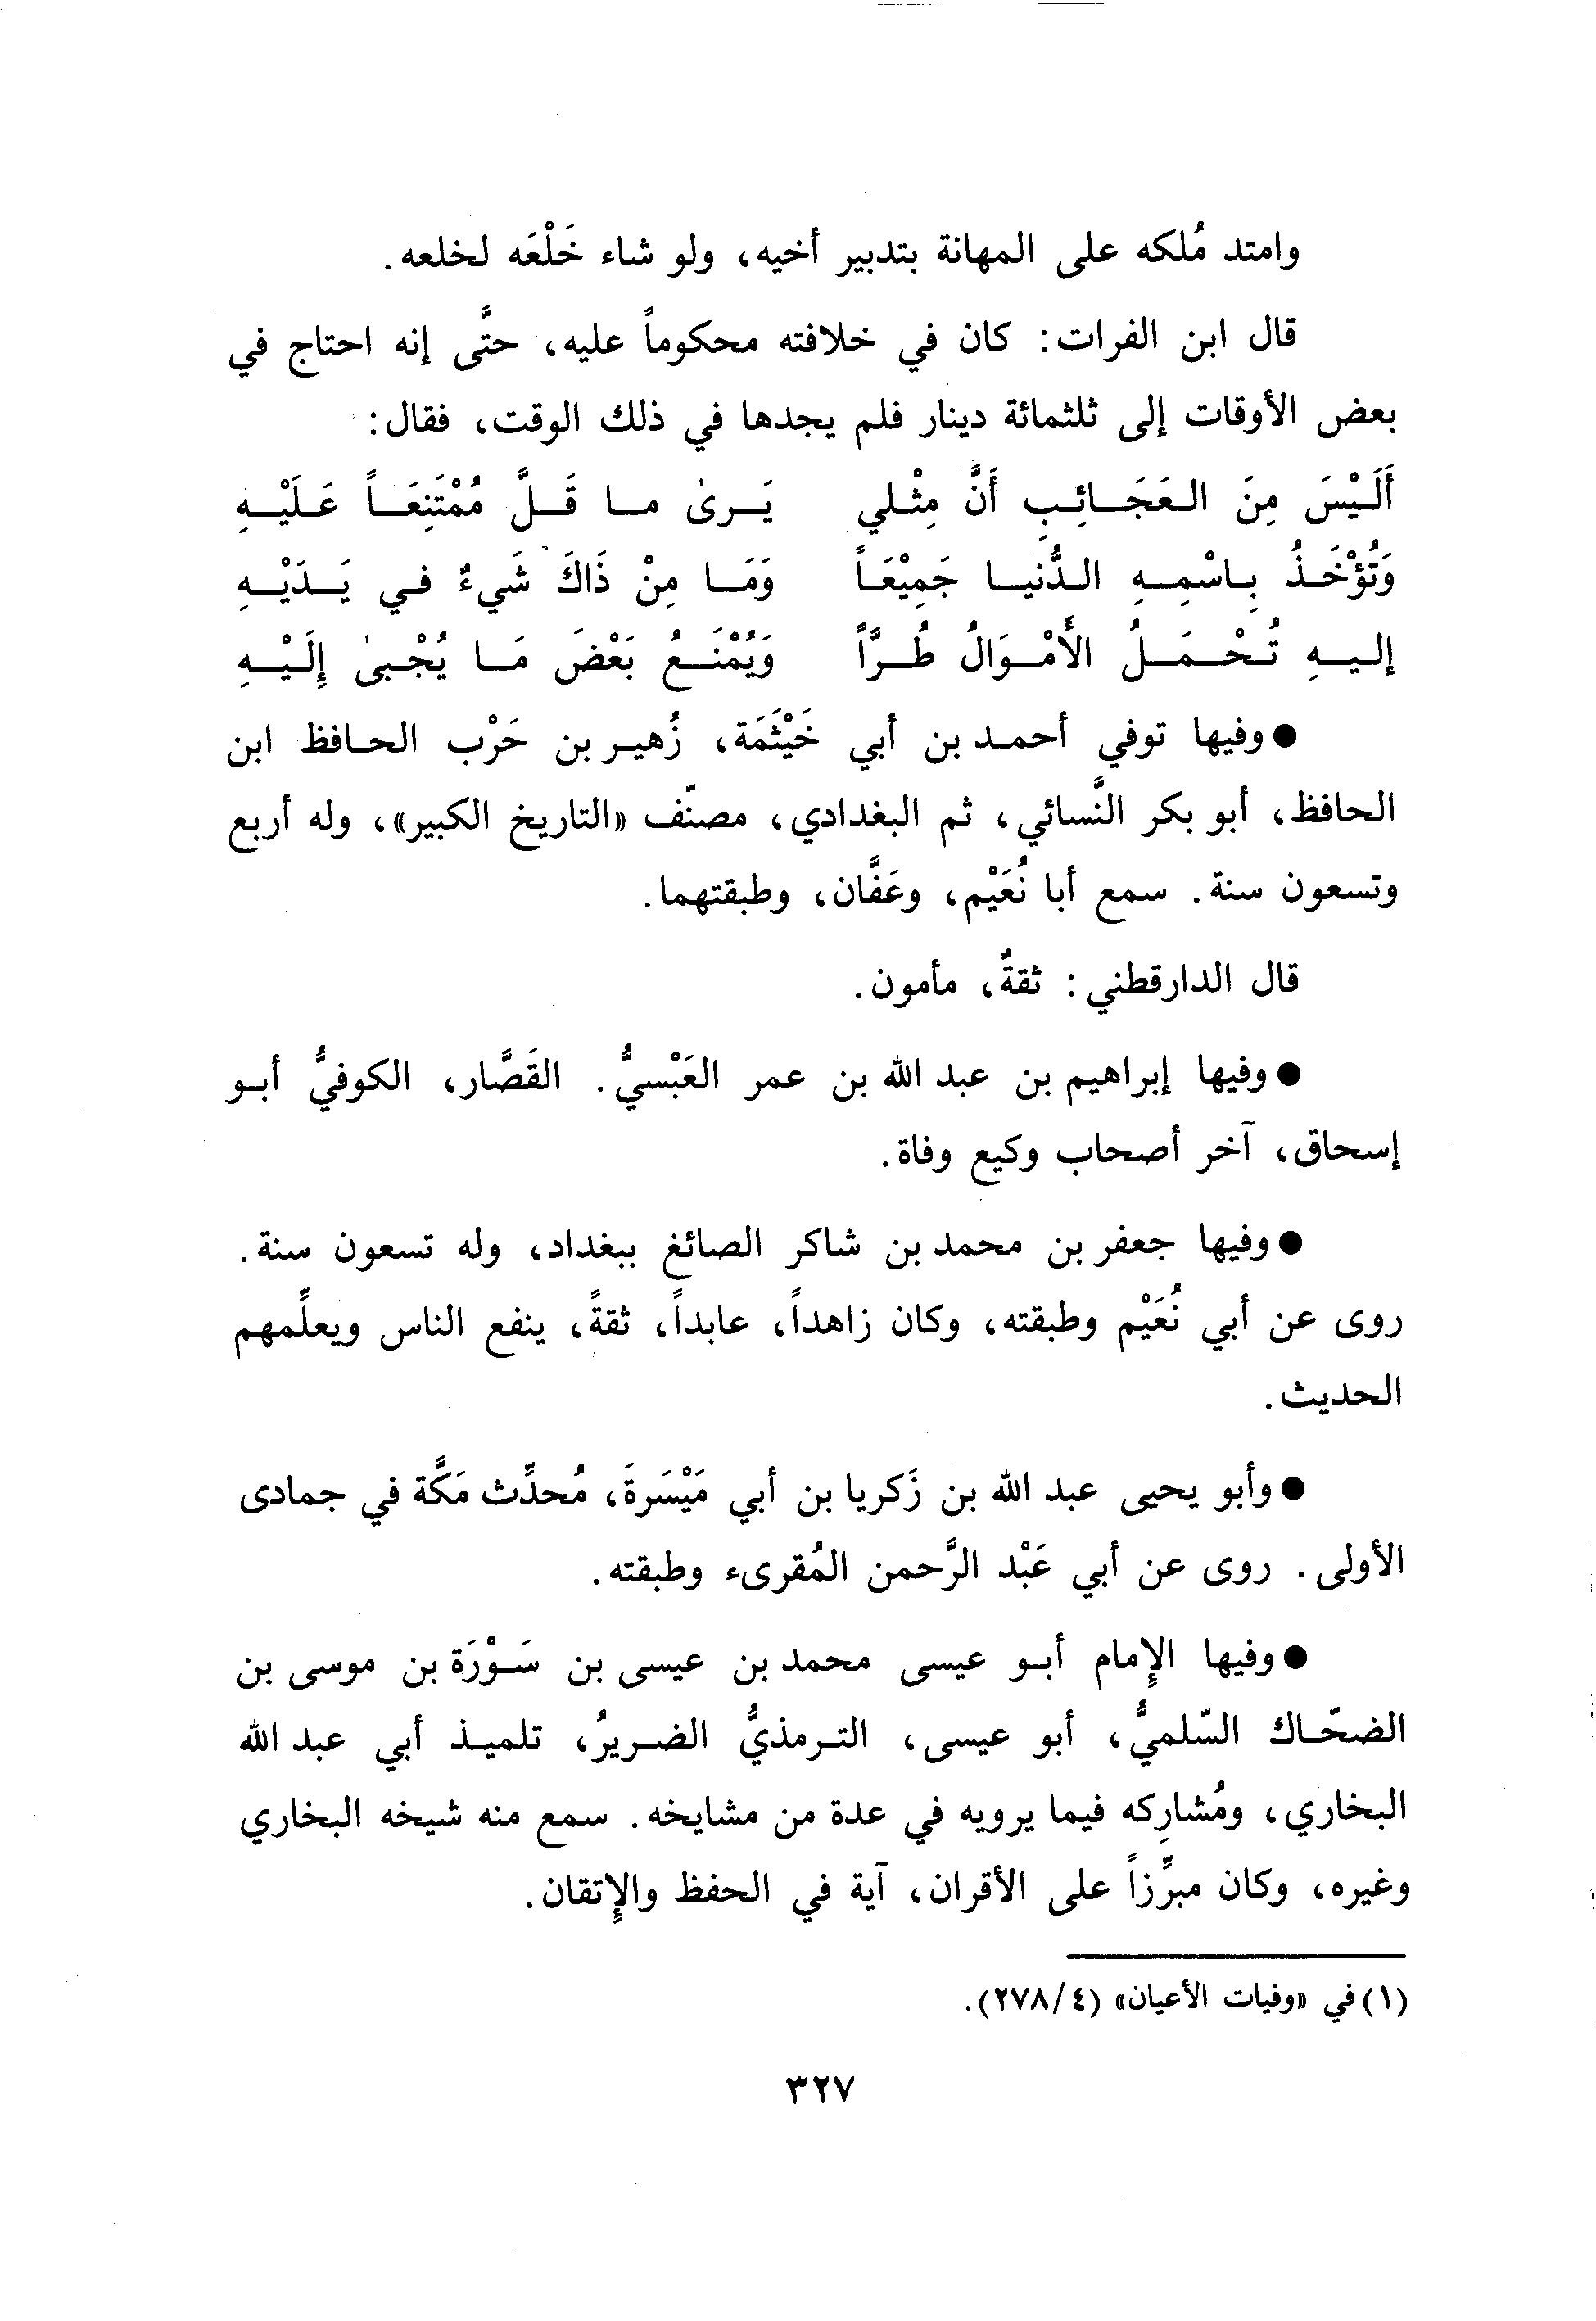 وامتد مُلكه على المهانة بتدبير أخيه، ولو شاء خَلْعَه لخلعه.
قال ابن الفرات: كان في خلافته محكوماً عليه، حتَّى إنه احتاج في
بعض الأوقات إلى ثلثمائة دينار فلم يجدها في ذلك الوقت، فقال:
أَلَيْسَ مِنَ العَجَائِبِ أَنَّ مِثْلي يَرىٰ ما قَلَّ مُمْتَنِعَاً عَلَيْهِ
وَتُؤْخَذُ بِاسْمِهِ الدُّنيا جَمِيْعَاً وَمَا مِنْ ذَاكَ شَيءٌ في يَدَيْهِ
إليهِ تُحْمَلُ الأَمْوَالُ طُرَّاً وَيُمْنَعُ بَعْضَ مَا يُجْبىٰ إِلَيْهِ
● وفيها توفي أحمد بن أبي خَيْثَمَة، زُهير بن حَرْب الحافظ ابن
الحافظ، أبو بكر النَّسائي، ثم البغدادي، مصنّف «التاريخ الكبير»، وله أربع
وتسعون سنة. سمع أبا نُعَيْم، وعَفَّان، وطبقتهما.
قال الدارقطني: ثقةٌ، مأمون.
● وفيها إبراهيم بن عبد الله بن عمر العَبْسيُّ. القَصَّار، الكوفيُّ أبو
إسحاق، آخر أصحاب وكيع وفاة.
● وفيها جعفر بن محمد بن شاكر الصائغ ببغداد، وله تسعون سنة.
روى عن أبي نُعَيْم وطبقته، وكان زاهداً، عابداً، ثقةً، ينفع الناس ويعلِّمهم
الحديث.
● وأبو يحيى عبد الله بن زَكريا بن أبي مَيْسَرةَ، مُحدِّث مَكَّة في جمادى
الأولى. روى عن أبي عَبْد الرَّحمن المُقرىء وطبقته.
● وفيها الإِمام أبو عيسى محمد بن عيسى بن سَوْرَة بن موسى بن
الضحّاك السّلميُّ، أبو عيسى، الترمذيُّ الضريرُ، تلميذ أبي عبد الله
البخاري، ومُشارِكه فيما يرويه في عدة من مشايخه. سمع منه شيخه البخاري
وغيره، وكان مبرِّزاً على الأقران، آية في الحفظ والإِتقان.
(١) في «وفيات الأعيان» (٤/٢٧٨).
٣٢٧